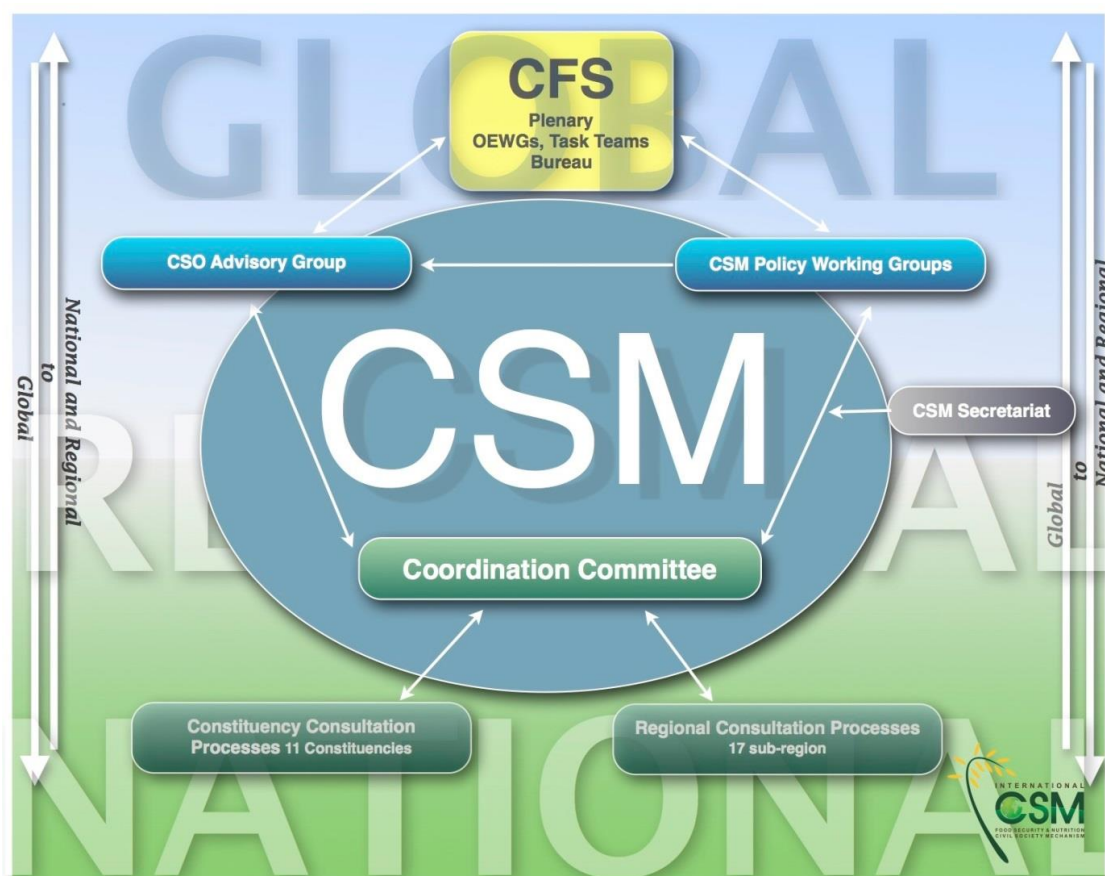 GLOBAL
CFS
Plenary
OEWGs, Task Teams
Bureau
CSO Advisory Group
CSM Policy Working Groups
CSM
CSM Secretariat
Coordination Committee
Constituency Consultation
Processes 11 Constituencies
Regional Consultation Processes
17 sub-region
NATIONAL
National and Regional
to
Global
National and Regional
to
Global
INTERNATIONAL
CSM
FOOD SECURITY & NUTRITION
CIVIL SOCIETY MECHANISM